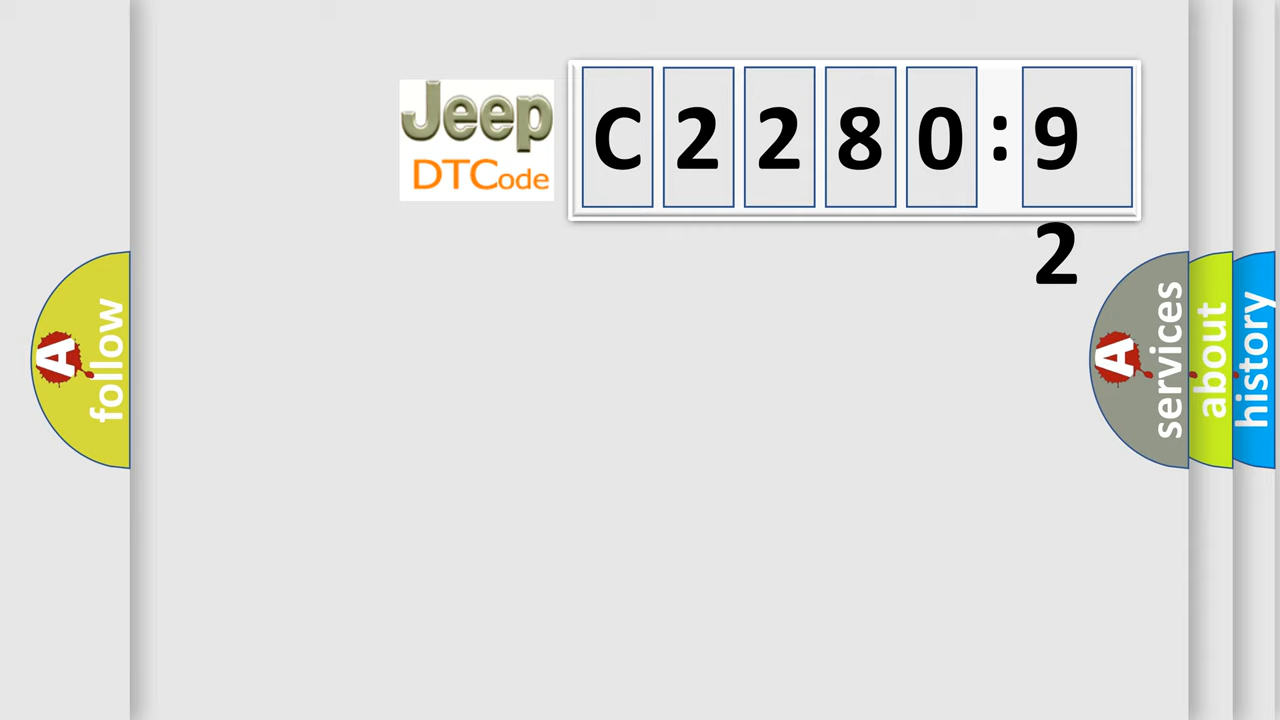 Jeep
DTCode
C2280:9
2
A follow
A services
about
history